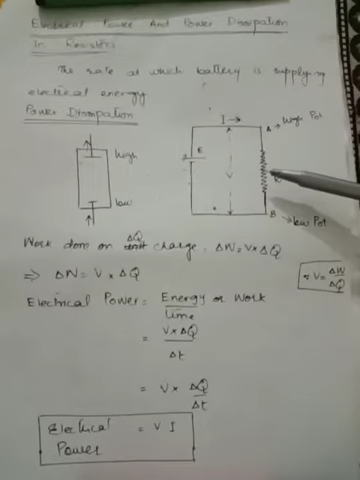 Electrical Power And Power Dissipation
In Resistors
The rate at which battery is supplying
electrical energy
Power Dissipation
I →
A → high Pot
high
E
V
R
low
B → low Pot
Work done on ΔQ charge = ΔW = V × ΔQ
⇒ ΔW = V × ΔQ
∵ V = ΔW/ΔQ
Electrical Power = Energy or Work
time
= V × ΔQ
Δt
= V × ΔQ
Δt
Electrical = V I
Power